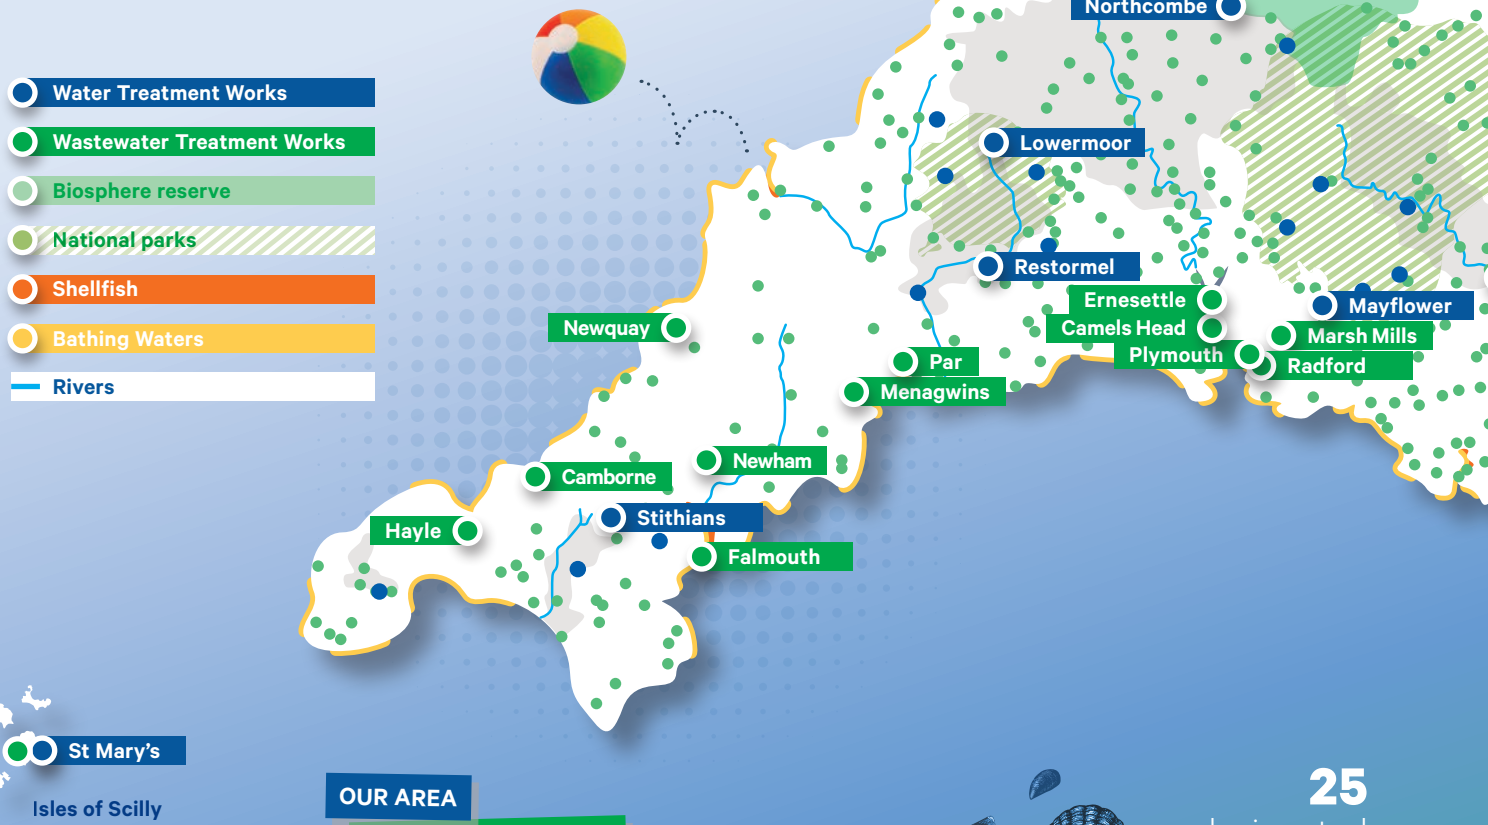 Northcombe
Water Treatment Works
Wastewater Treatment Works
Biosphere reserve
National parks
Shellfish
Bathing Waters
Rivers
Lowermoor
Restormel
Ernesettle
Mayflower
Newquay
Camels Head
Marsh Mills
Plymouth
Par
Radford
Menagwins
Newham
Camborne
Stithians
Hayle
Falmouth
St Mary's
Isles of Scilly
OUR AREA
25